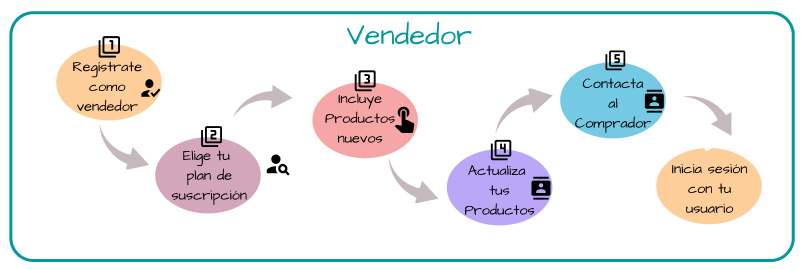 Vendedor
1
Registrate
como
vendedor
2
Elige tu
plan de
suscripción
3
Incluye
Productos
nuevos
4
Actualiza
tus
Productos
5
Contacta
al
Comprador
Inicia sesión
con tu
usuario